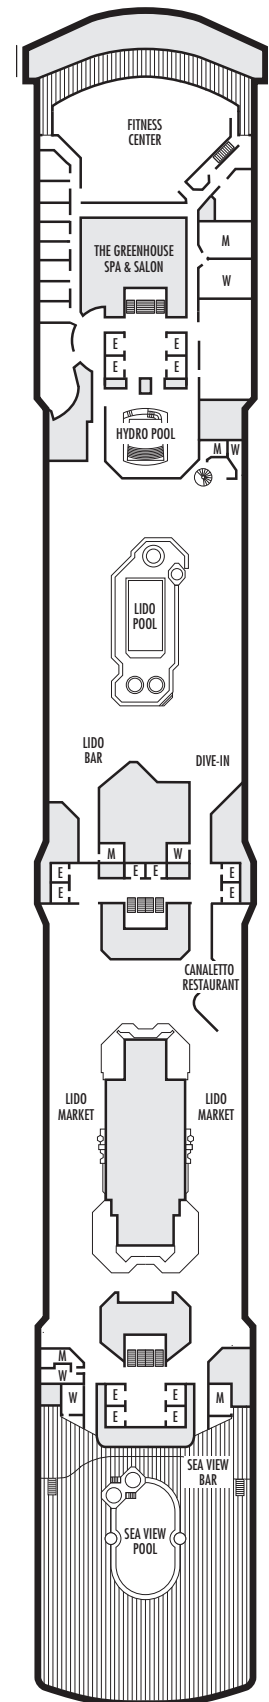 FITNESS
CENTER
THE GREENHOUSE
SPA & SALON
M
W
E
E
E
E
HYDRO POOL
M W
LIDO
POOL
LIDO
BAR
DIVE-IN
M
W
E
E E
E
E
E
CANALETTO
RESTAURANT
LIDO
MARKET
LIDO
MARKET
M
W
W
E
E
M
E
E
SEA VIEW
BAR
SEA VIEW
POOL